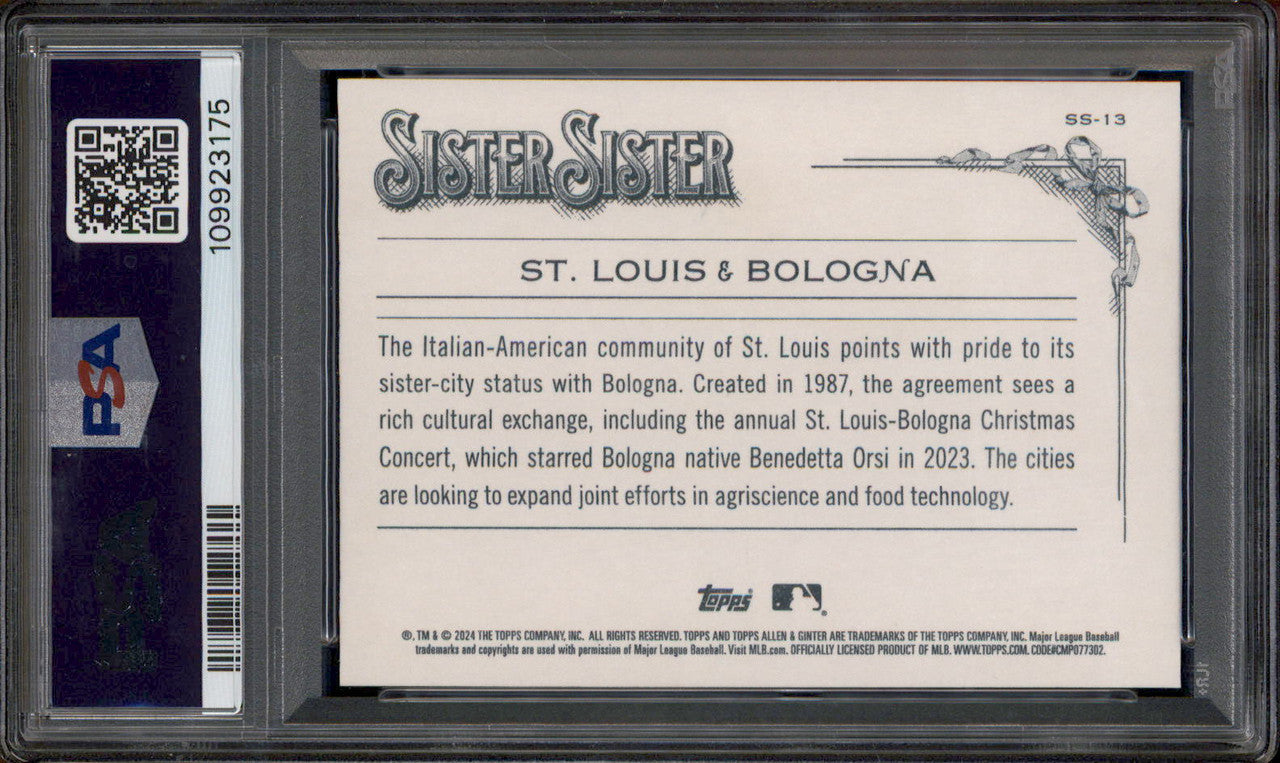 109923175
PSA
SISTER SISTER
SS-13
ST. LOUIS & BOLOGNA
The Italian-American community of St. Louis points with pride to its
sister-city status with Bologna. Created in 1987, the agreement sees a
rich cultural exchange, including the annual St. Louis-Bologna Christmas
Concert, which starred Bologna native Benedetta Orsi in 2023. The cities
are looking to expand joint efforts in agriscience and food technology.
topps ®
®, TM & © 2024 THE TOPPS COMPANY, INC. ALL RIGHTS RESERVED. TOPPS AND TOPPS ALLEN & GINTER ARE TRADEMARKS OF THE TOPPS COMPANY, INC. Major League Baseball
trademarks and copyrights are used with permission of Major League Baseball. Visit MLB.com. OFFICIALLY LICENSED PRODUCT OF MLB. WWW.TOPPS.COM. CODE#CMP077302.
PSA